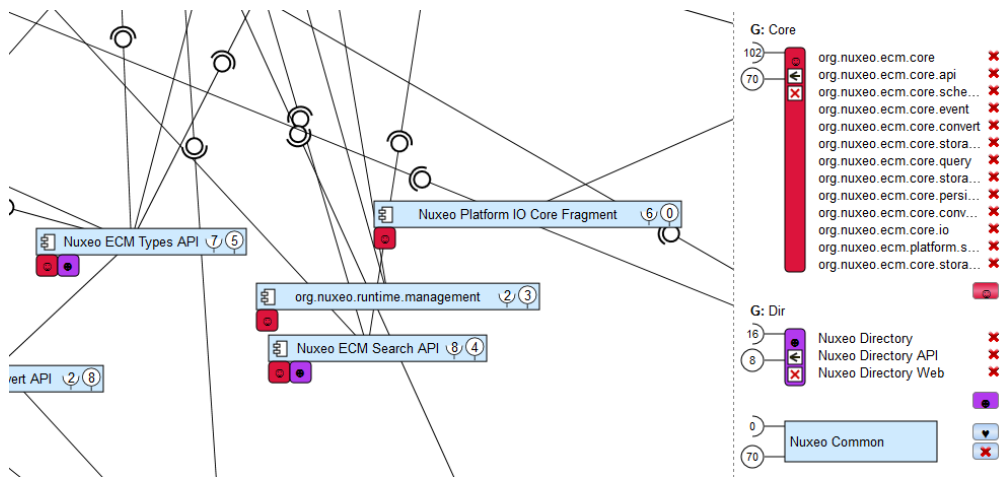 Nuxeo Platform IO Core Fragment 6 0
Nuxeo ECM Types API 7 5
org.nuxeo.runtime.management 2 3
Nuxeo ECM Search API 8 4
vert API 2 8
G: Core
102
70
org.nuxeo.ecm.core
org.nuxeo.ecm.core.api
org.nuxeo.ecm.core.sche...
org.nuxeo.ecm.core.event
org.nuxeo.ecm.core.convert
org.nuxeo.ecm.core.stora...
org.nuxeo.ecm.core.query
org.nuxeo.ecm.core.stora...
org.nuxeo.ecm.core.persi...
org.nuxeo.ecm.core.conv...
org.nuxeo.ecm.core.io
org.nuxeo.ecm.platform.s...
org.nuxeo.ecm.core.stora...
G: Dir
16
8
Nuxeo Directory
Nuxeo Directory API
Nuxeo Directory Web
0
70
Nuxeo Common